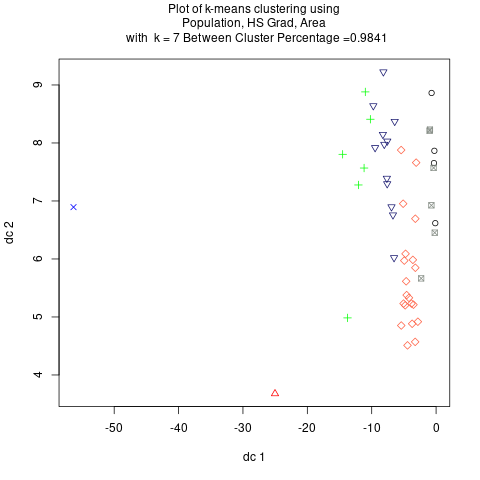 Plot of k-means clustering using
Population, HS Grad, Area
with k = 7 Between Cluster Percentage =0.9841
9
8
7
6
5
4
dc 2
-50
-40
-30
-20
-10
0
dc 1